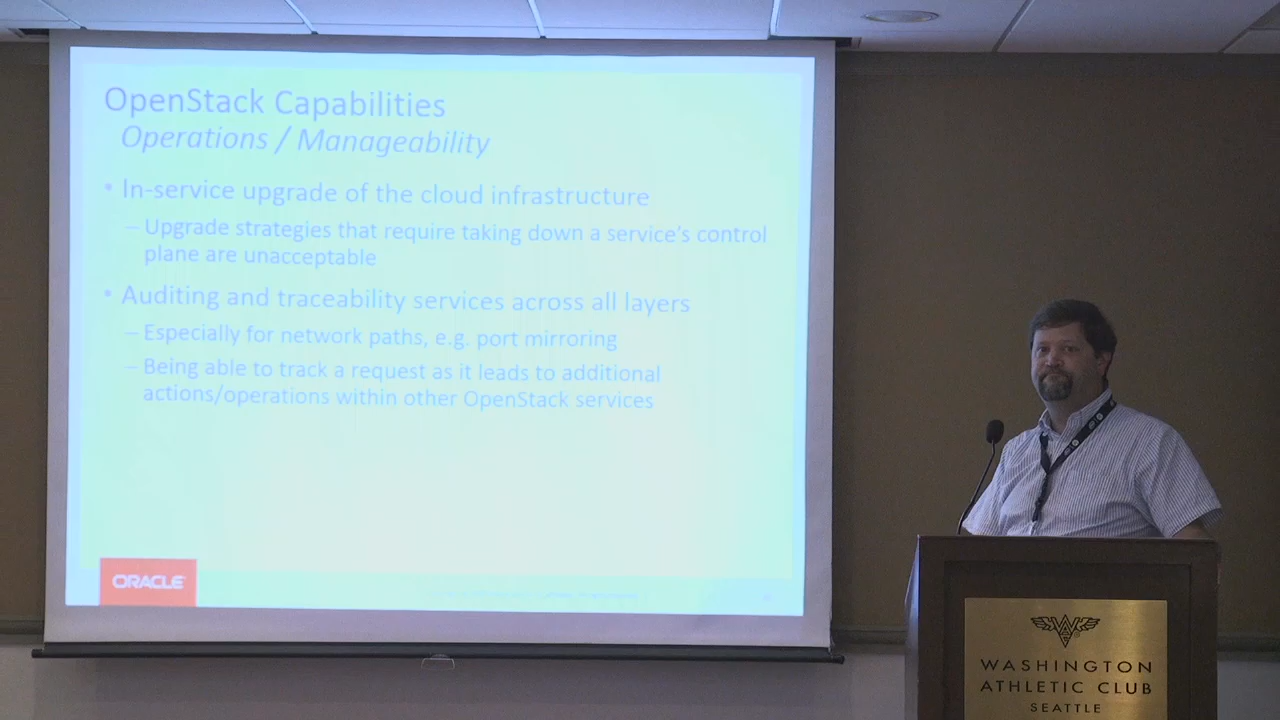 OpenStack Capabilities
Operations / Manageability
• In-service upgrade of the cloud infrastructure
– Upgrade strategies that require taking down a service's control
plane are unacceptable
• Auditing and traceability services across all layers
– Especially for network paths, e.g. port mirroring
– Being able to track a request as it leads to additional
actions/operations within other OpenStack services
ORACLE
WASHINGTON
ATHLETIC CLUB
SEATTLE